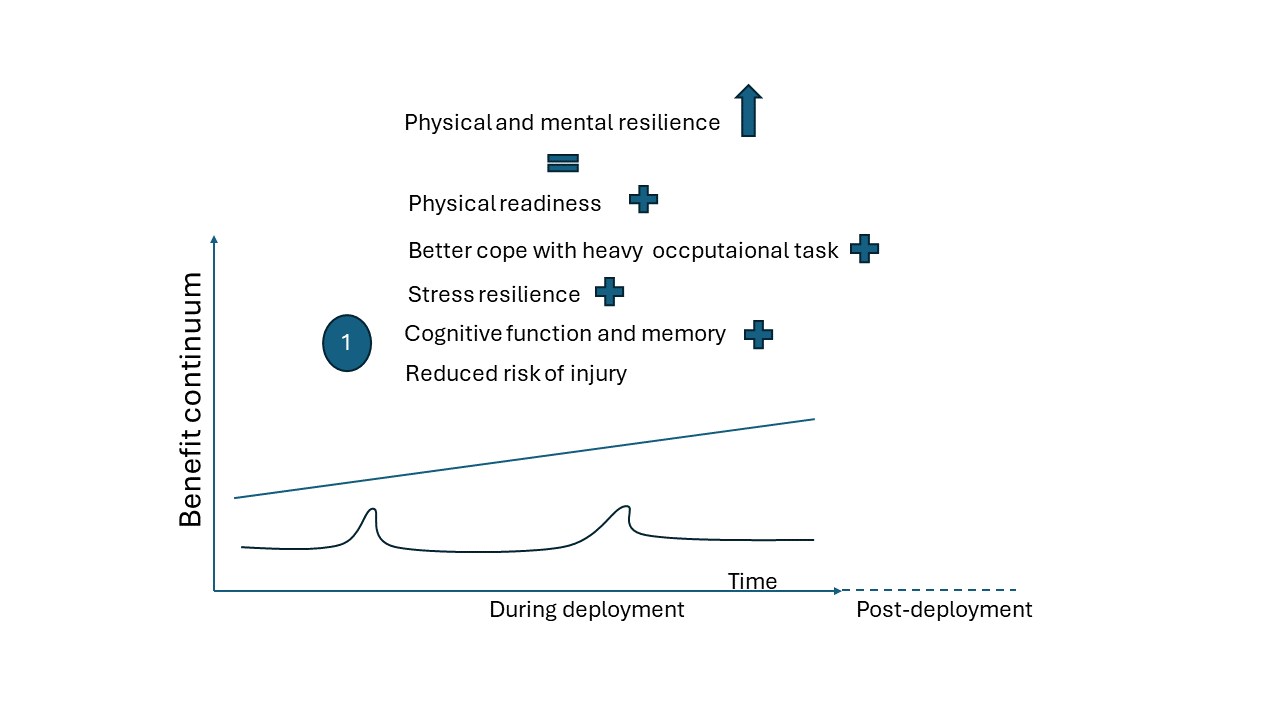 Physical and mental resilience
Physical readiness
Better cope with heavy occputaional task
Stress resilience
1
Cognitive function and memory
Reduced risk of injury
Benefit continuum
Time
During deployment
Post-deployment